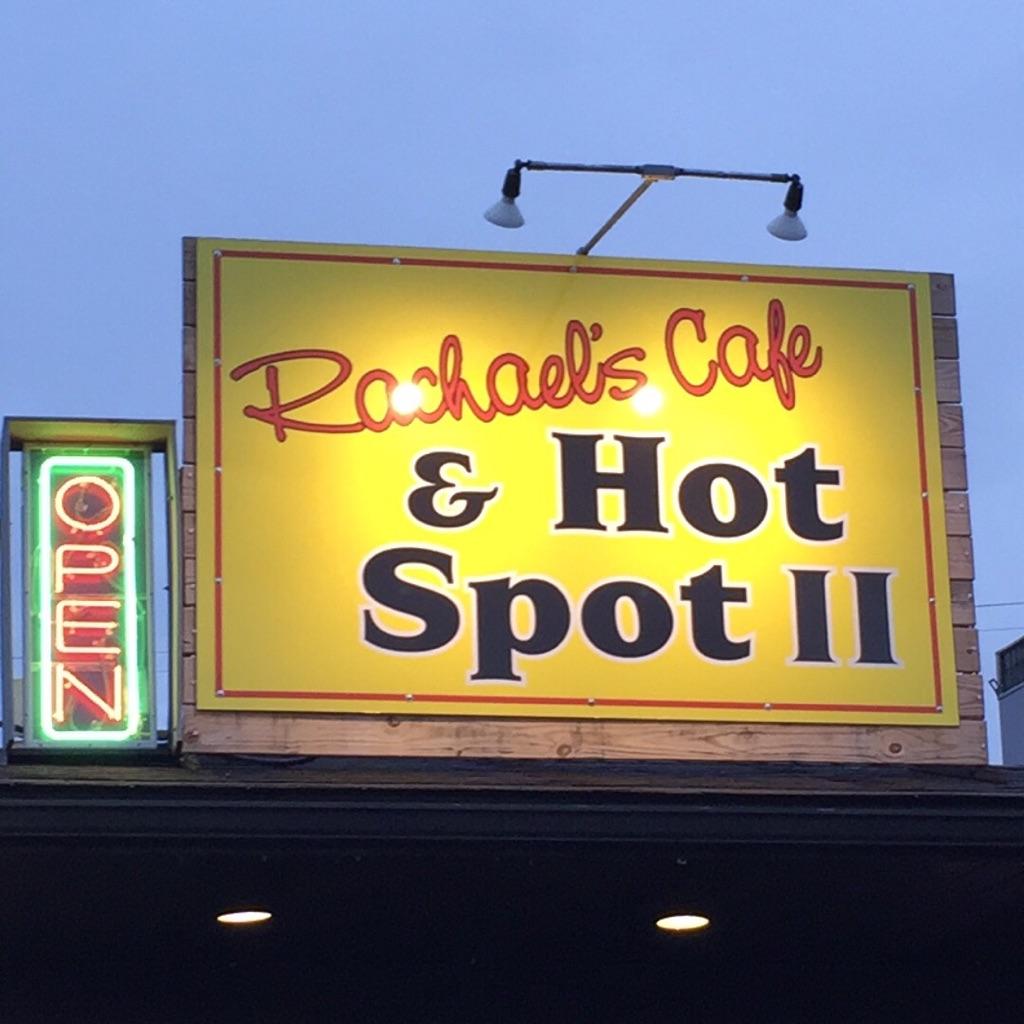 OPEN
Rachael's Cafe
& Hot
Spot II